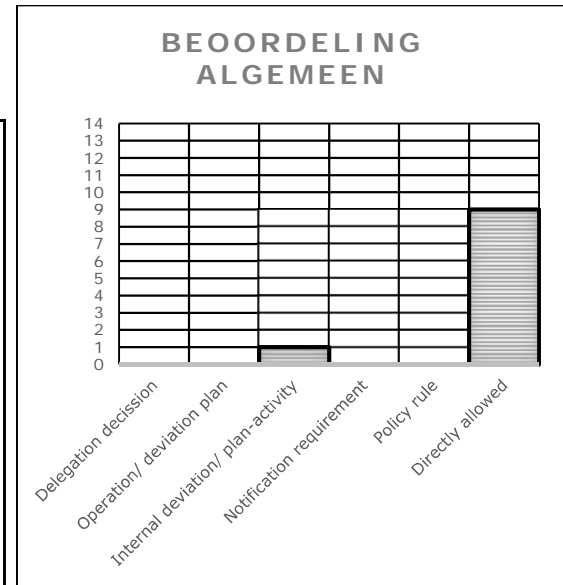 BEOORDELING
ALGEMEEN
14
13
12
11
10
9
8
7
6
5
4
3
2
1
0
Delegation decission
Operation/ deviation plan
Internal deviation/ plan-activity
Notification requirement
Policy rule
Directly allowed